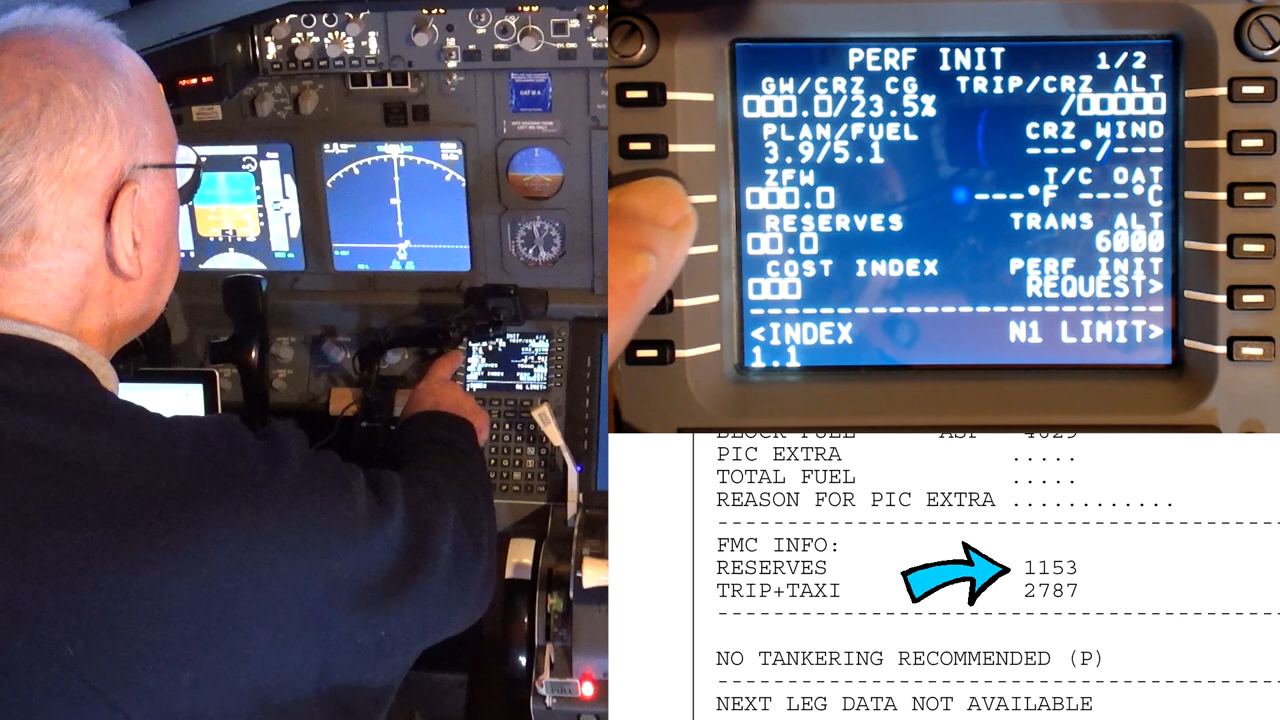 PERF INIT 1/2
GW/CRZ CG TRIP/CRZ ALT
□□□.□/23.5% /□□□□□
PLAN/FUEL CRZ WIND
3.9/5.1 ---°/---
ZFW T/C OAT
□□□.□ ---°F ---°C
RESERVES TRANS ALT
□□.□ 6000
COST INDEX PERF INIT
□□□ REQUEST>
------------------------
<INDEX N1 LIMIT>
1.1
PIC EXTRA .....
TOTAL FUEL .....
REASON FOR PIC EXTRA ............
FMC INFO:
RESERVES 1153
TRIP+TAXI 2787
NO TANKERING RECOMMENDED (P)
NEXT LEG DATA NOT AVAILABLE